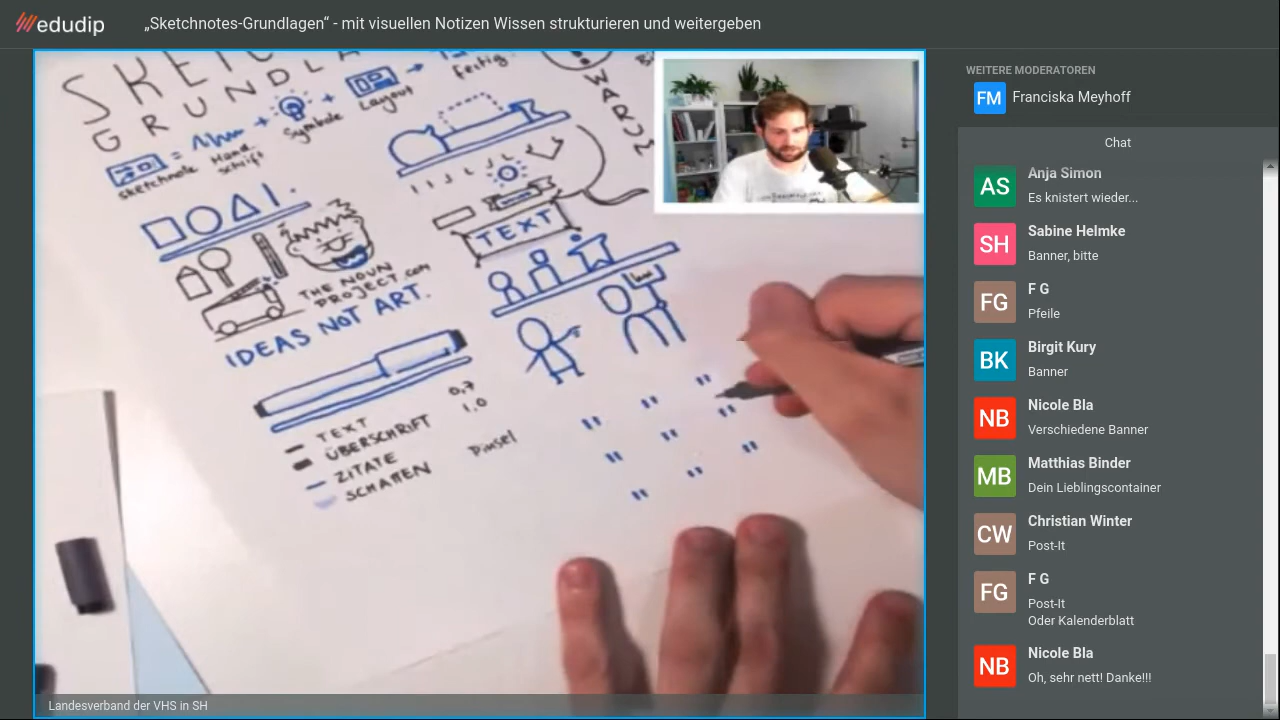 edudip
„Sketchnotes-Grundlagen“ - mit visuellen Notizen Wissen strukturieren und weitergeben
WEITERE MODERATOREN
FM
Franciska Meyhoff
Chat
AS
Anja Simon
Es knistert wieder...
SH
Sabine Helmke
Banner, bitte
FG
F G
Pfeile
BK
Birgit Kury
Banner
NB
Nicole Bla
Verschiedene Banner
MB
Matthias Binder
Dein Lieblingscontainer
CW
Christian Winter
Post-It
FG
F G
Post-It
Oder Kalenderblatt
NB
Nicole Bla
Oh, sehr nett! Danke!!!
GRUNDLA
fertig
WARUM
Layout
Symbole
sketchnote = Hand schrift +
TEXT
THE NOUN
PROJECT.com
IDEAS NOT ART.
TEXT 0,7
ÜBERSCHRIFT 1.0
ZITATE
SCHATTEN Pinsel
Landesverband der VHS in SH